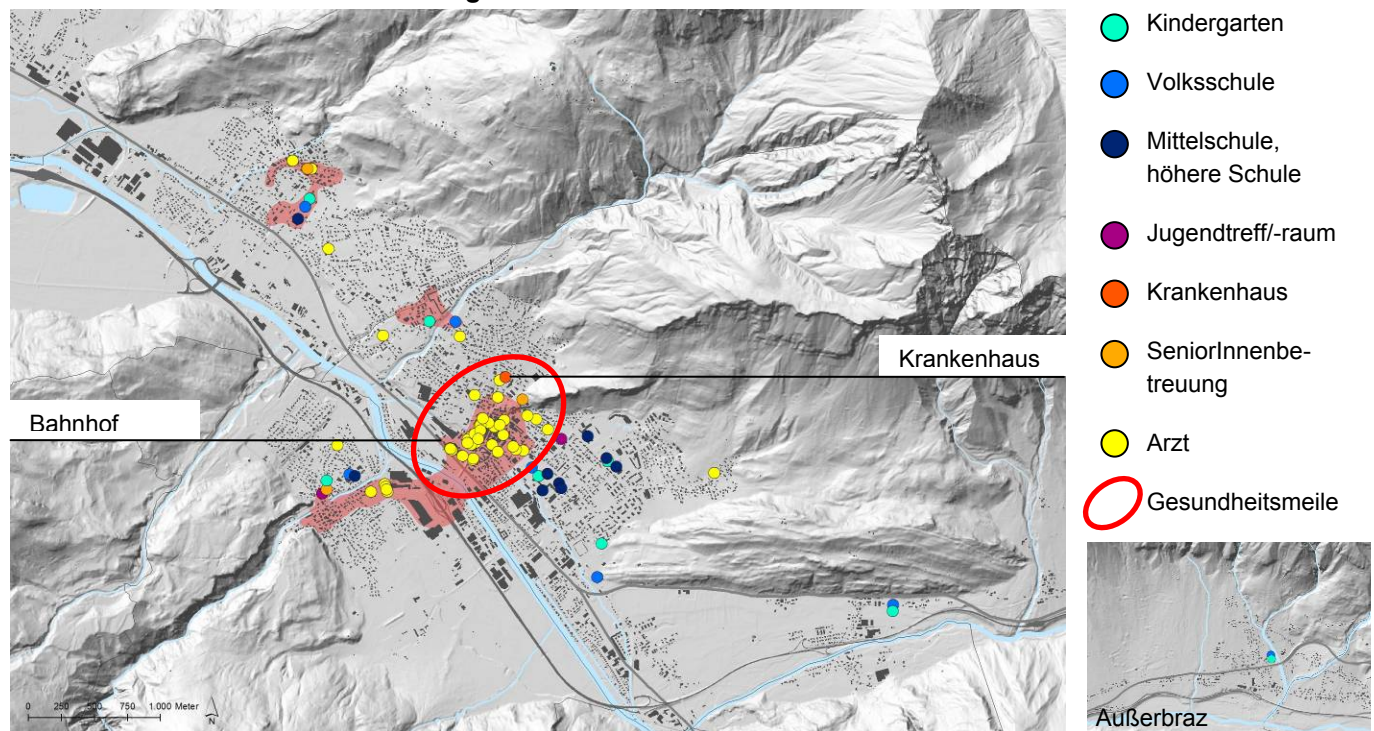 Kindergarten
Volksschule
Mittelschule,
höhere Schule
Jugendtreff/-raum
Krankenhaus
SeniorInnenbe-
treuung
Arzt
Gesundheitsmeile
Krankenhaus
Bahnhof
0 250 500 750 1.000 Meter
N
Außerbraz